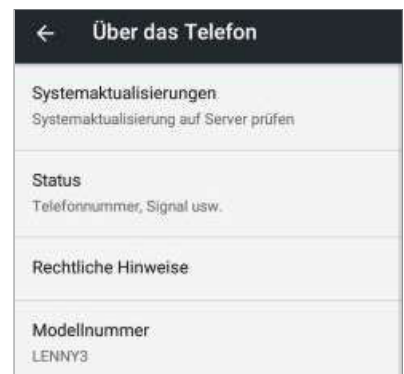 Über das Telefon
Systemaktualisierungen
Systemaktualisierung auf Server prüfen
Status
Telefonnummer, Signal usw.
Rechtliche Hinweise
Modellnummer
LENNY3